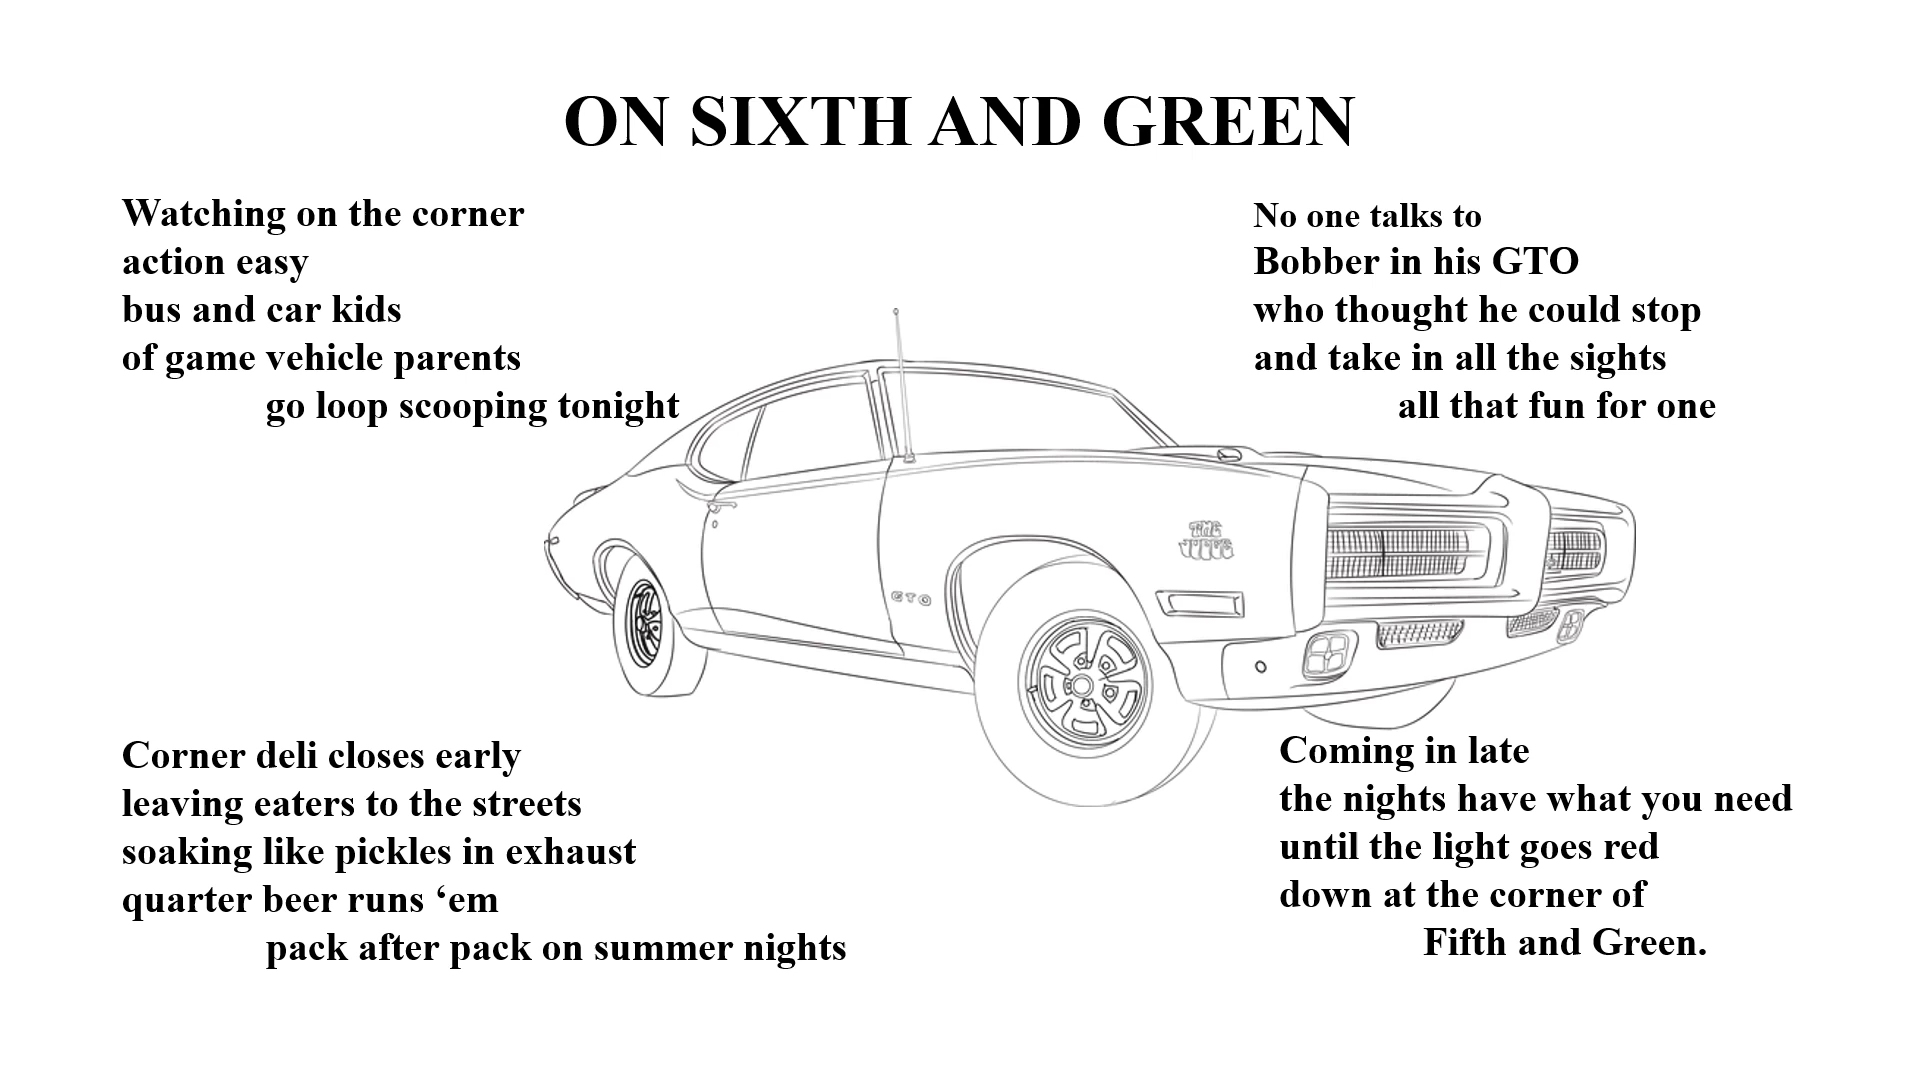 ON SIXTH AND GREEN
Watching on the corner
action easy
bus and car kids
of game vehicle parents
go loop scooping tonight
No one talks to
Bobber in his GTO
who thought he could stop
and take in all the sights
all that fun for one
THE
JUDGE
GTO
Corner deli closes early
leaving eaters to the streets
soaking like pickles in exhaust
quarter beer runs ‘em
pack after pack on summer nights
Coming in late
the nights have what you need
until the light goes red
down at the corner of
Fifth and Green.